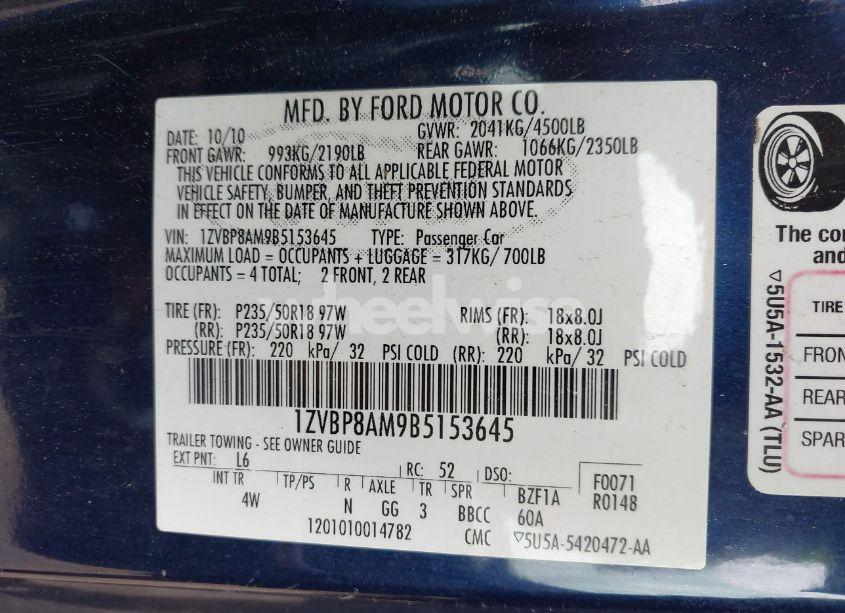 MFD. BY FORD MOTOR CO.
DATE: 10/10 GVWR: 2041KG/4500LB
FRONT GAWR: 993KG/2190LB REAR GAWR: 1066KG/2350LB
THIS VEHICLE CONFORMS TO ALL APPLICABLE FEDERAL MOTOR
VEHICLE SAFETY, BUMPER, AND THEFT PREVENTION STANDARDS
IN EFFECT ON THE DATE OF MANUFACTURE SHOWN ABOVE.
VIN: 1ZVBP8AM9B5153645 TYPE: Passenger Car
MAXIMUM LOAD = OCCUPANTS + LUGGAGE = 317KG/ 700LB
OCCUPANTS = 4 TOTAL; 2 FRONT, 2 REAR
TIRE (FR): P235/50R18 97W RIMS (FR): 18x8.0J
(RR): P235/50R18 97W (RR): 18x8.0J
PRESSURE (FR): 220 kPa/ 32 PSI COLD (RR): 220 kPa/ 32 PSI COLD
1ZVBP8AM9B5153645
TRAILER TOWING - SEE OWNER GUIDE
EXT PNT: L6 RC: 52 DSO: F0071
INT TR TP/PS R AXLE TR SPR BZF1A R0148
4W N GG 3 BBCC 60A
1201010014782 CMC ▽5U5A-5420472-AA
wheelwise
The con
and
TIRE
FRON
REAR
SPAR
▽5U5A-1532-AA (TLU)